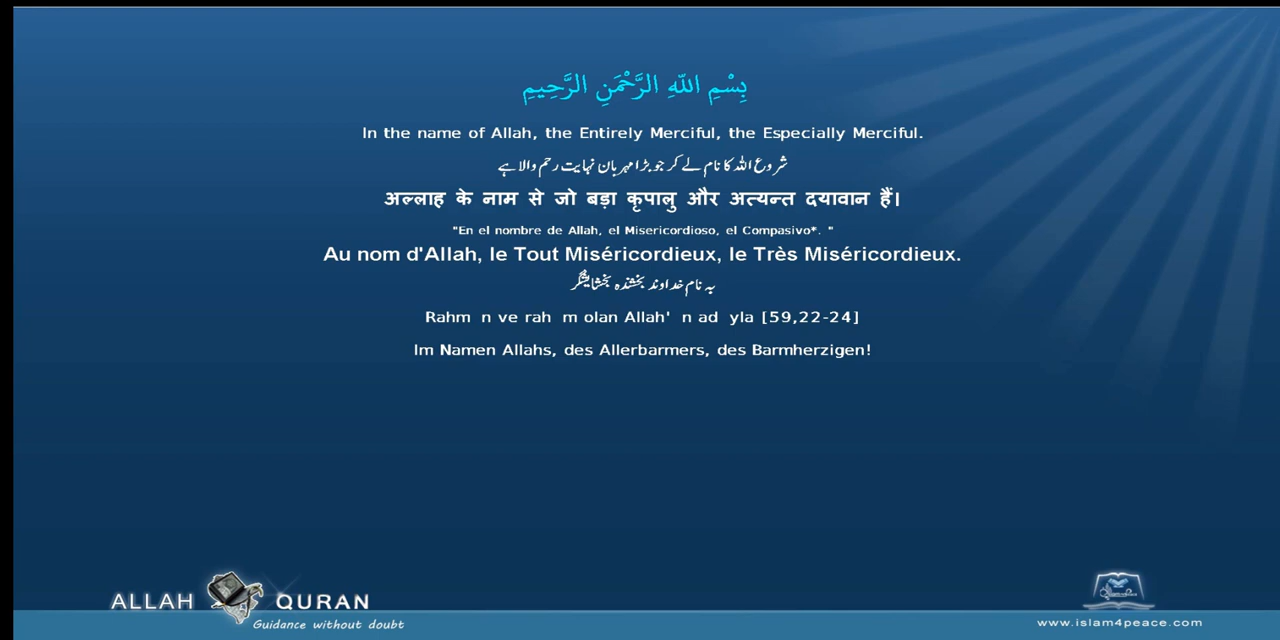 بِسْمِ اللّهِ الرَّحْمَنِ الرَّحِيمِ
In the name of Allah, the Entirely Merciful, the Especially Merciful.
شروع اللہ کا نام لے کر جو بڑا مہربان نہایت رحم والا ہے
अल्लाह के नाम से जो बड़ा कृपालु और अत्यन्त दयावान हैं।
"En el nombre de Allah, el Misericordioso, el Compasivo*. "
Au nom d'Allah, le Tout Miséricordieux, le Très Miséricordieux.
به نام خداوند بخشنده بخشایشگر
Rahm n ve rah m olan Allah' n ad yla [59,22-24]
Im Namen Allahs, des Allerbarmers, des Barmherzigen!
ALLAH QURAN
Guidance without doubt
www.islam4peace.com